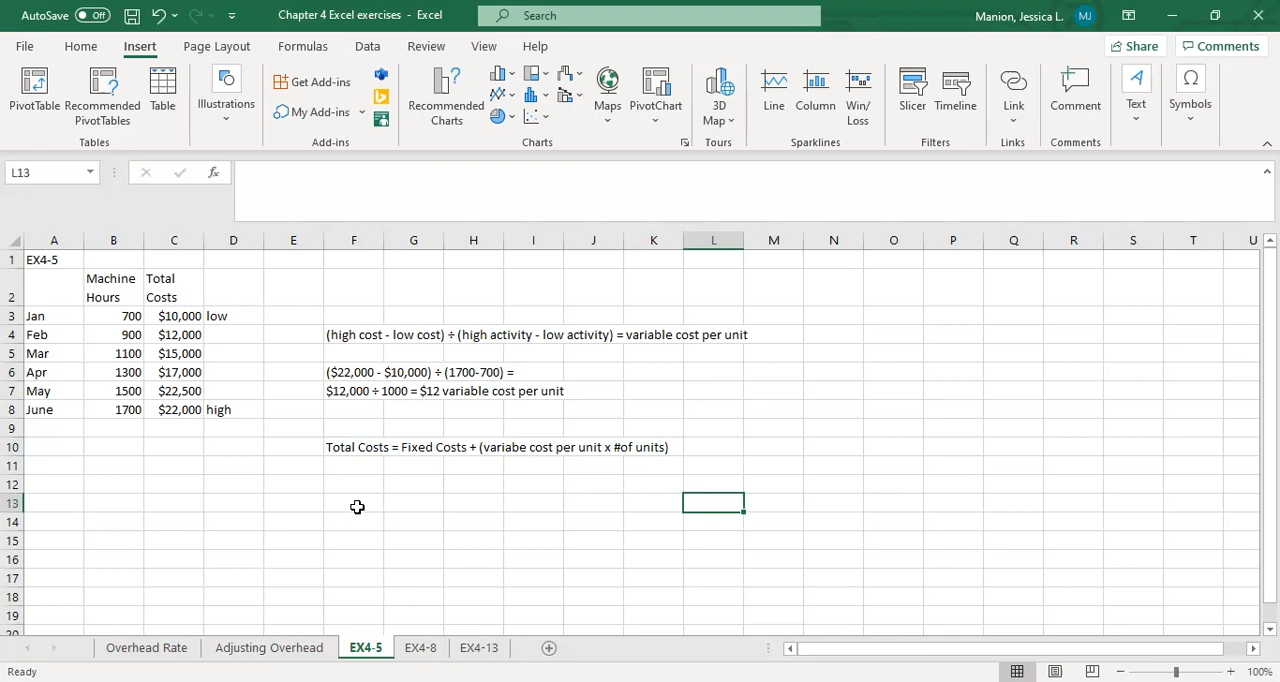 AutoSave Off Chapter 4 Excel exercises - Excel Search Manion, Jessica L. MJ
File Home Insert Page Layout Formulas Data Review View Help Share Comments
PivotTable Recommended PivotTables Table Illustrations Get Add-ins My Add-ins Recommended Charts Maps PivotChart 3D Map Line Column Win/Loss Slicer Timeline Link Comment Text Symbols
Tables Add-ins Charts Tours Sparklines Filters Links Comments
L13 fx
A B C D E F G H I J K L M N O P Q R S T U
1 EX4-5
2 Machine Hours Total Costs
3 Jan 700 $10,000 low
4 Feb 900 $12,000 (high cost - low cost) ÷ (high activity - low activity) = variable cost per unit
5 Mar 1100 $15,000
6 Apr 1300 $17,000 ($22,000 - $10,000) ÷ (1700-700) =
7 May 1500 $22,500 $12,000 ÷ 1000 = $12 variable cost per unit
8 June 1700 $22,000 high
9
10 Total Costs = Fixed Costs + (variabe cost per unit x #of units)
11
12
13
14
15
16
17
18
19
20
Overhead Rate Adjusting Overhead EX4-5 EX4-8 EX4-13
Ready 100%